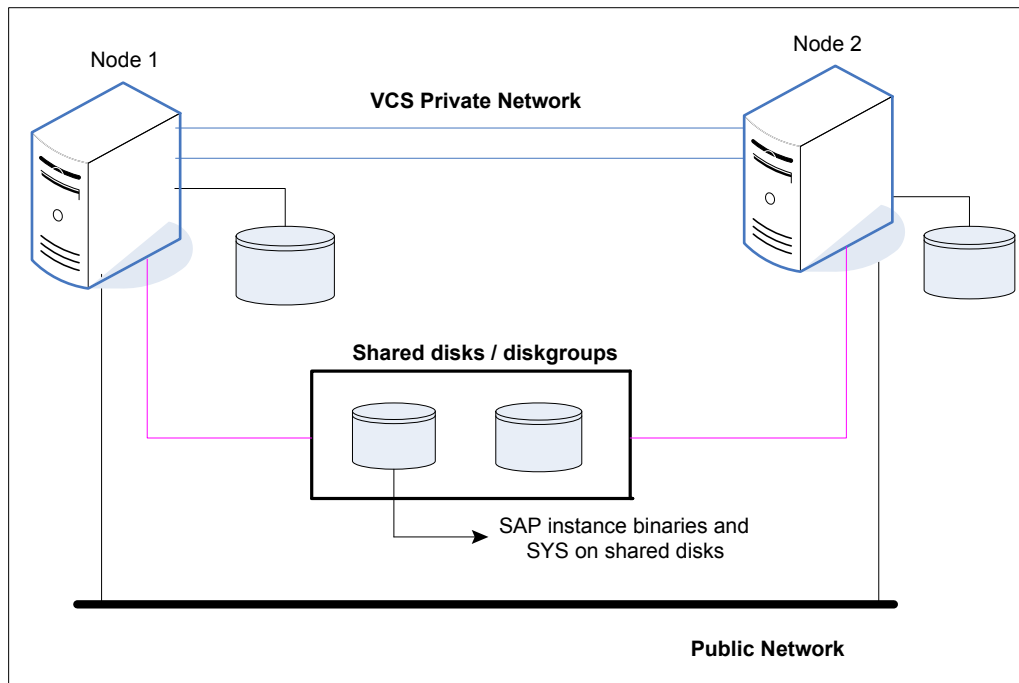 Node 1
Node 2
VCS Private Network
Shared disks / diskgroups
SAP instance binaries and
SYS on shared disks
Public Network